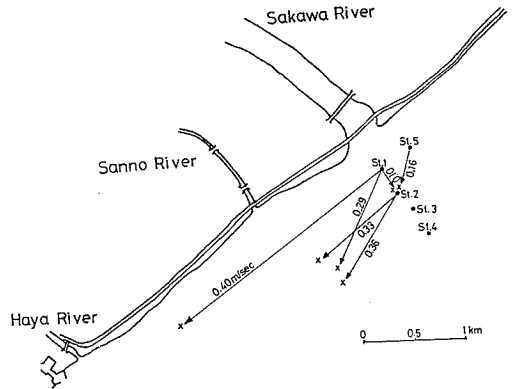 Sakawa River
Sanno River
Haya River
St.5
0.16
St.1
St.2
0.29
0.33
0.36
St.3
St.4
0.40m/sec
0 0.5 1km